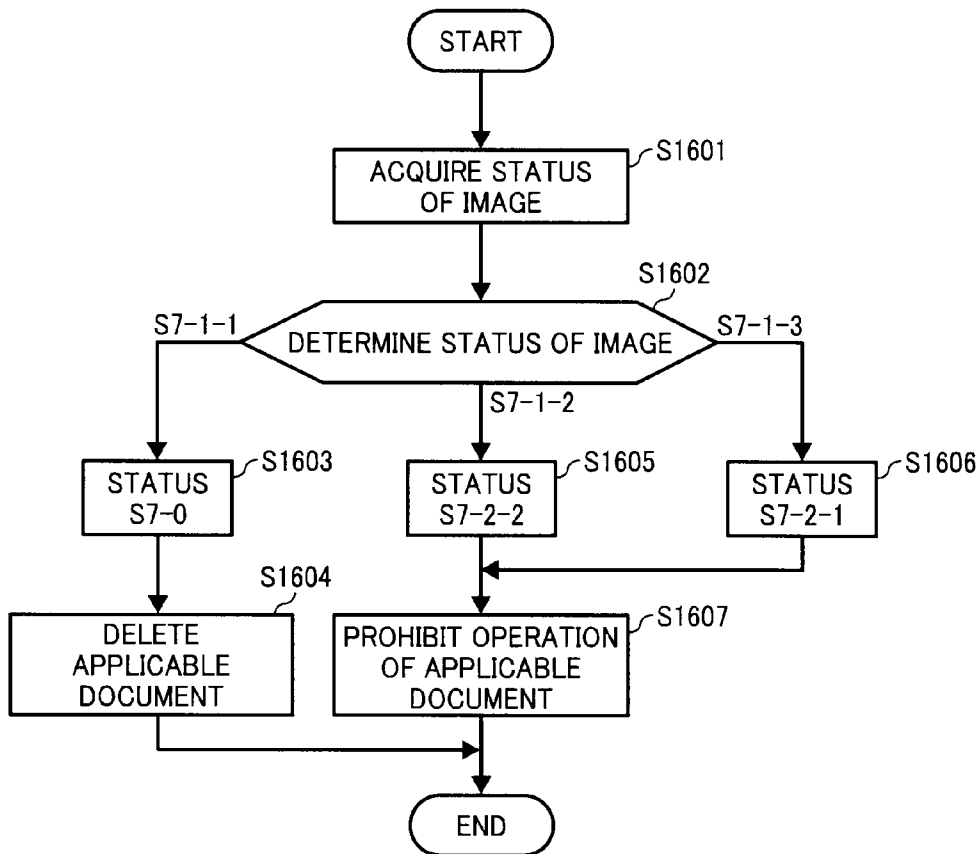 START
S1601
ACQUIRE STATUS
OF IMAGE
S1602
S7-1-1
DETERMINE STATUS OF IMAGE
S7-1-3
S7-1-2
S1603
STATUS
S7-0
S1605
STATUS
S7-2-2
S1606
STATUS
S7-2-1
S1604
DELETE
APPLICABLE
DOCUMENT
S1607
PROHIBIT OPERATION
OF APPLICABLE
DOCUMENT
END